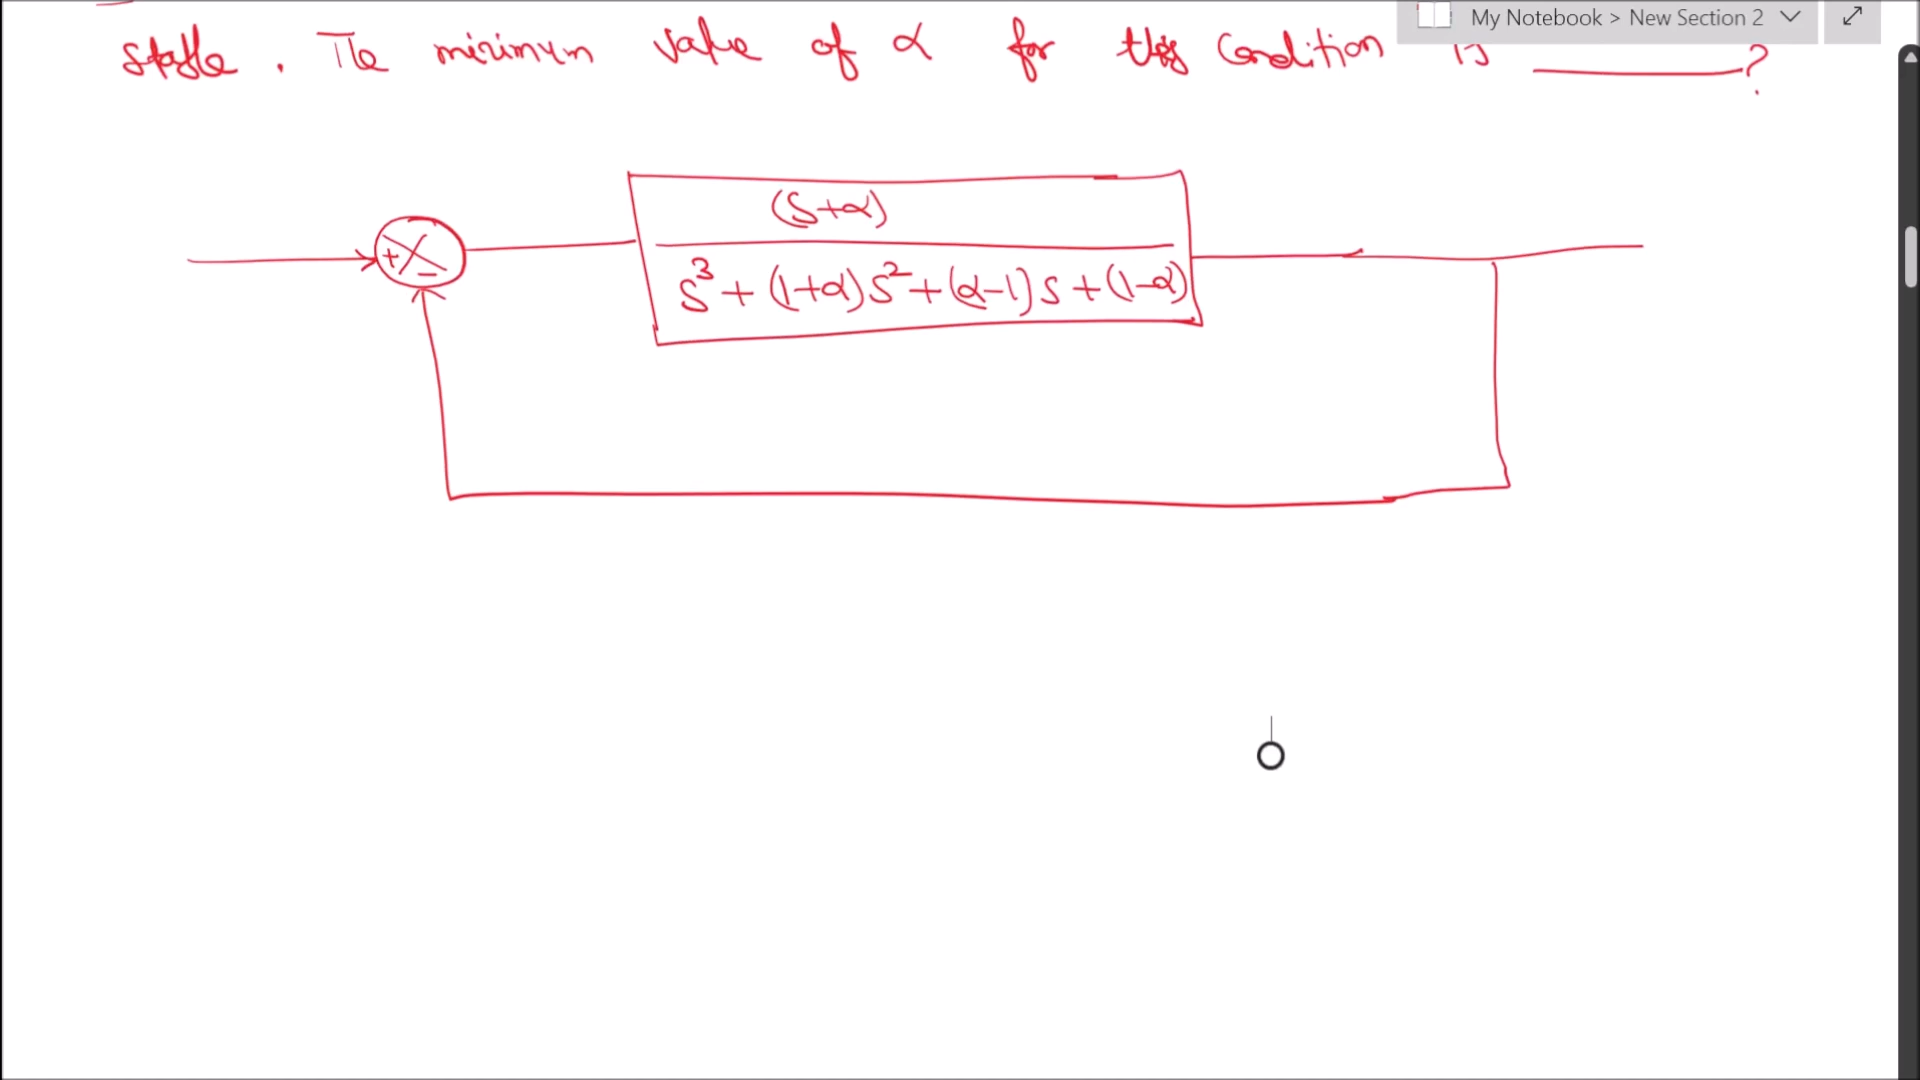 My Notebook > New Section 2
stable. The minimum value of α for this condition is ______?
(S+α)
S³ + (1+α)S² + (α-1)S + (1-α)
+
-